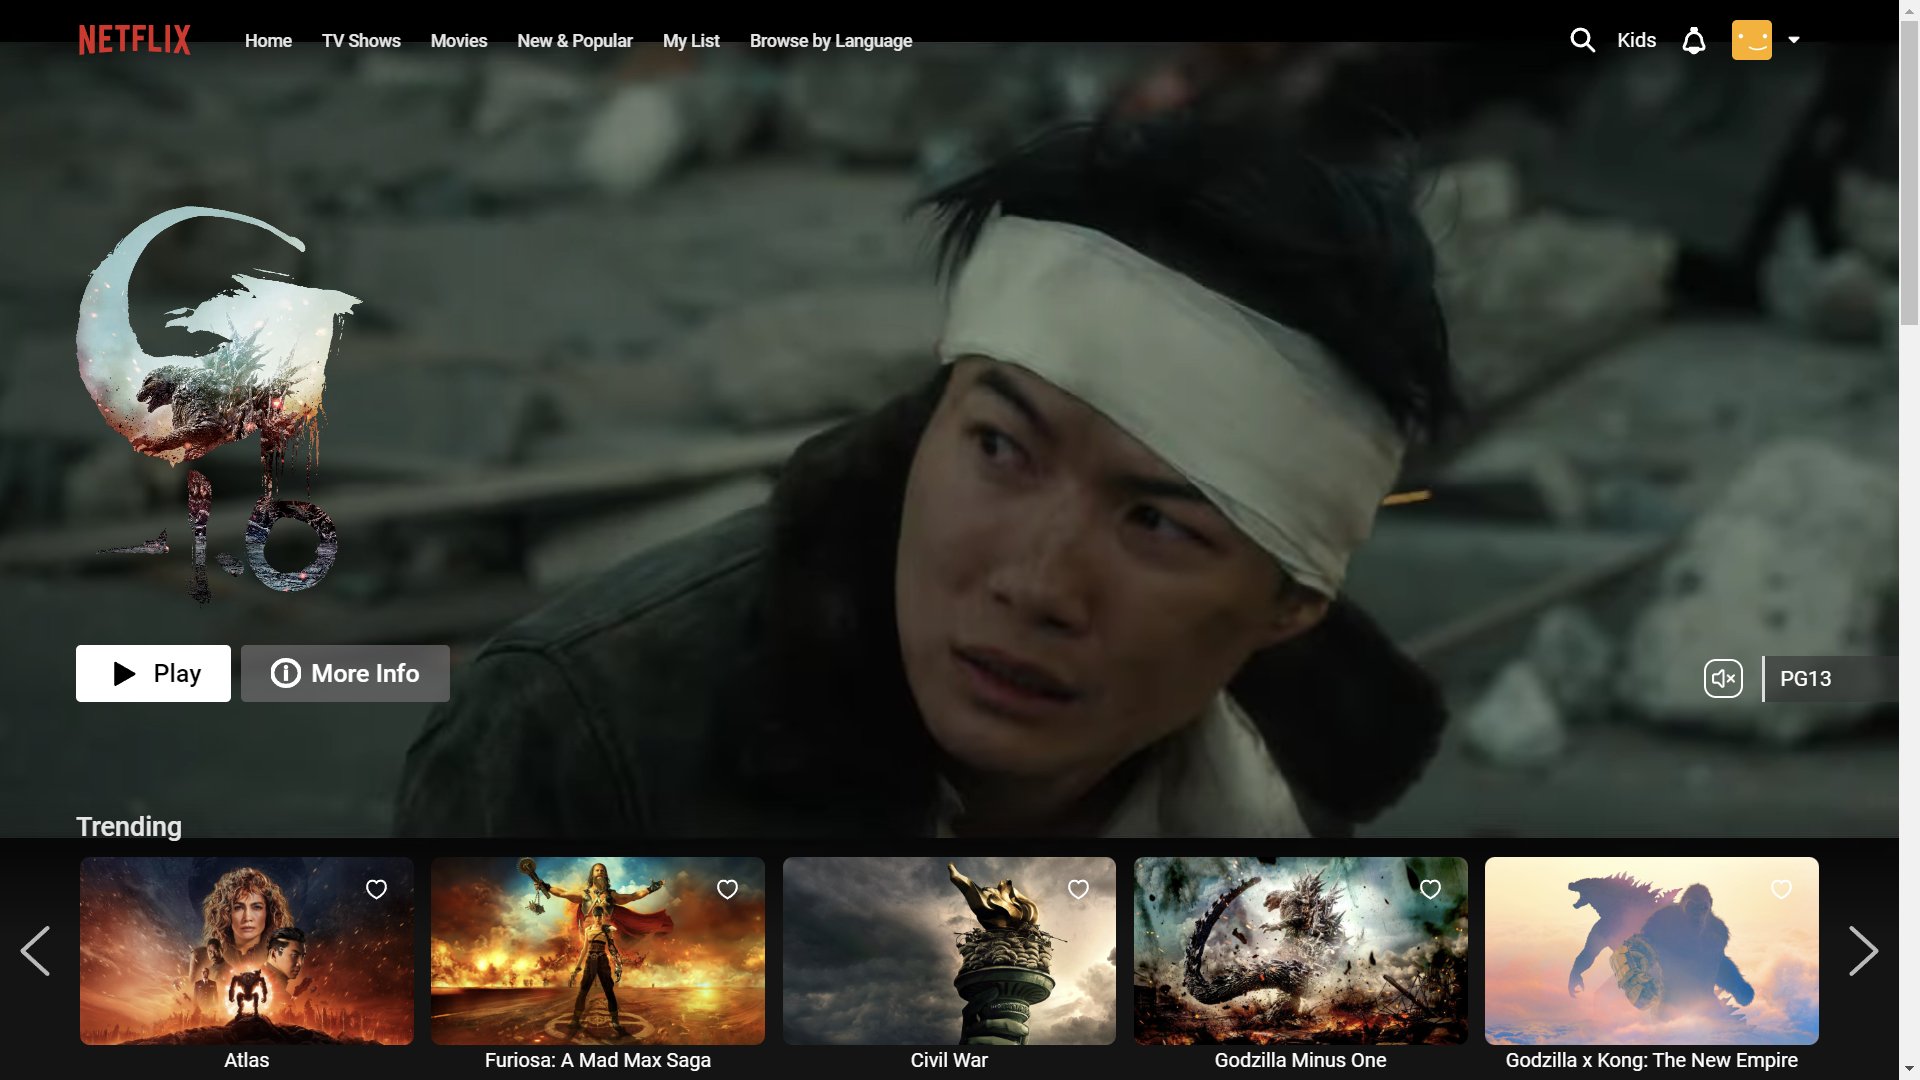 NETFLIX Home TV Shows Movies New & Popular My List Browse by Language Kids
-1.0
Play More Info PG13
Trending
Atlas Furiosa: A Mad Max Saga Civil War Godzilla Minus One Godzilla x Kong: The New Empire